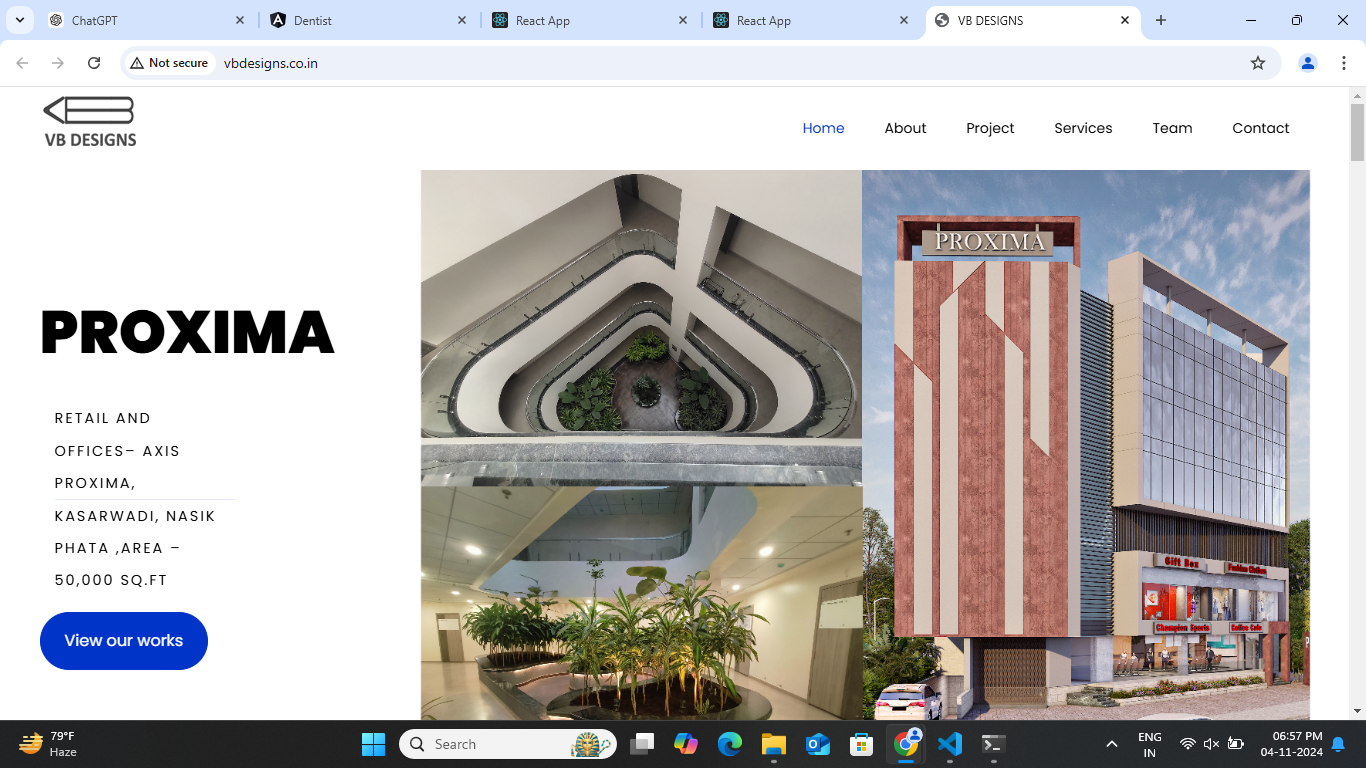 ChatGPT
Dentist
React App
React App
VB DESIGNS
Not secure
vbdesigns.co.in
VB DESIGNS
Home
About
Project
Services
Team
Contact
PROXIMA
RETAIL AND
OFFICES– AXIS
PROXIMA,
KASARWADI, NASIK
PHATA ,AREA –
50,000 SQ.FT
View our works
PROXIMA
Gift Box
Fashion Clothes
Champion Sports
Coffee Cafe
79°F
Haze
Search
ENG
IN
06:57 PM
04-11-2024